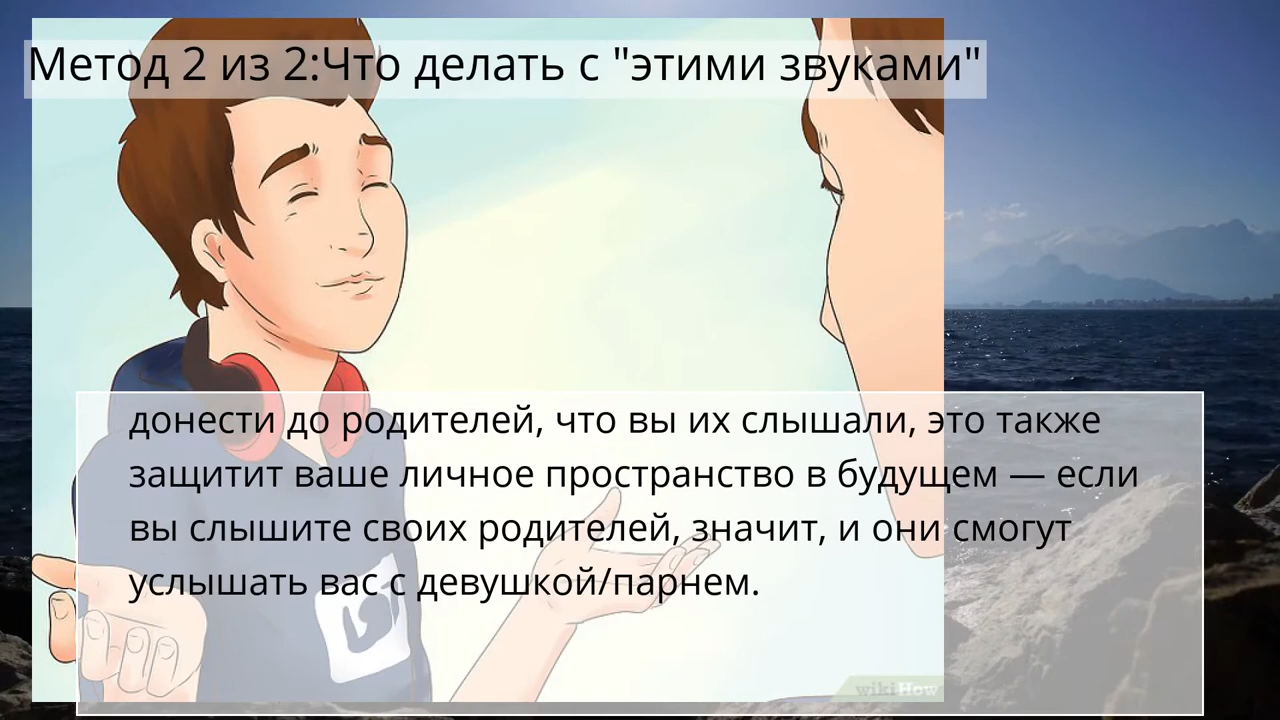 Метод 2 из 2:Что делать с "этими звуками"
донести до родителей, что вы их слышали, это также
защитит ваше личное пространство в будущем — если
вы слышите своих родителей, значит, и они смогут
услышать вас с девушкой/парнем.
wikiHow